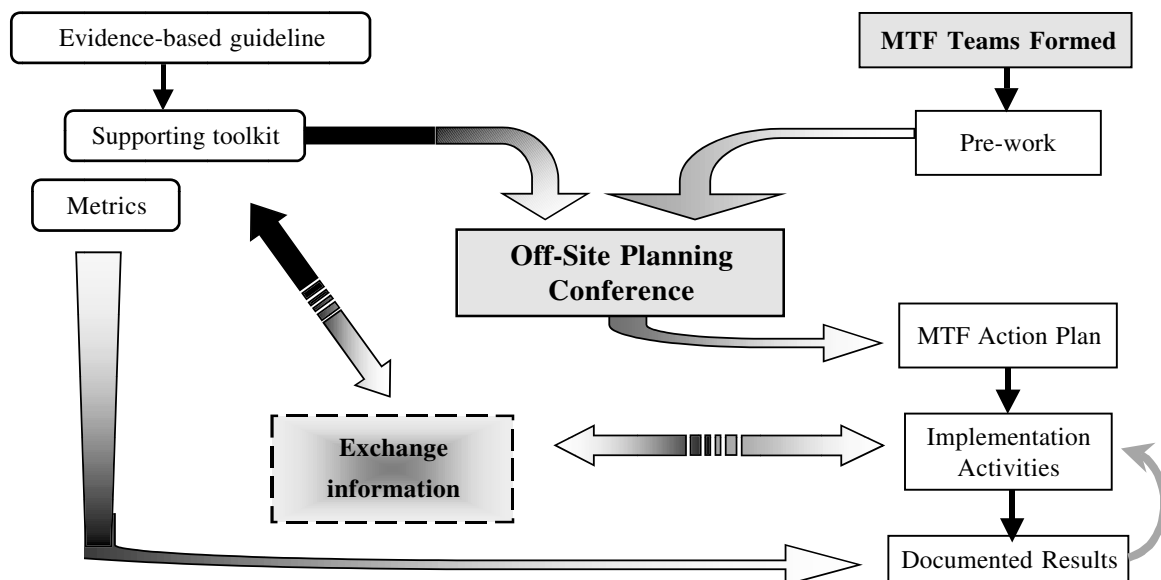 Evidence-based guideline
MTF Teams Formed
Supporting toolkit
Pre-work
Metrics
Off-Site Planning
Conference
MTF Action Plan
Exchange
information
Implementation
Activities
Documented Results